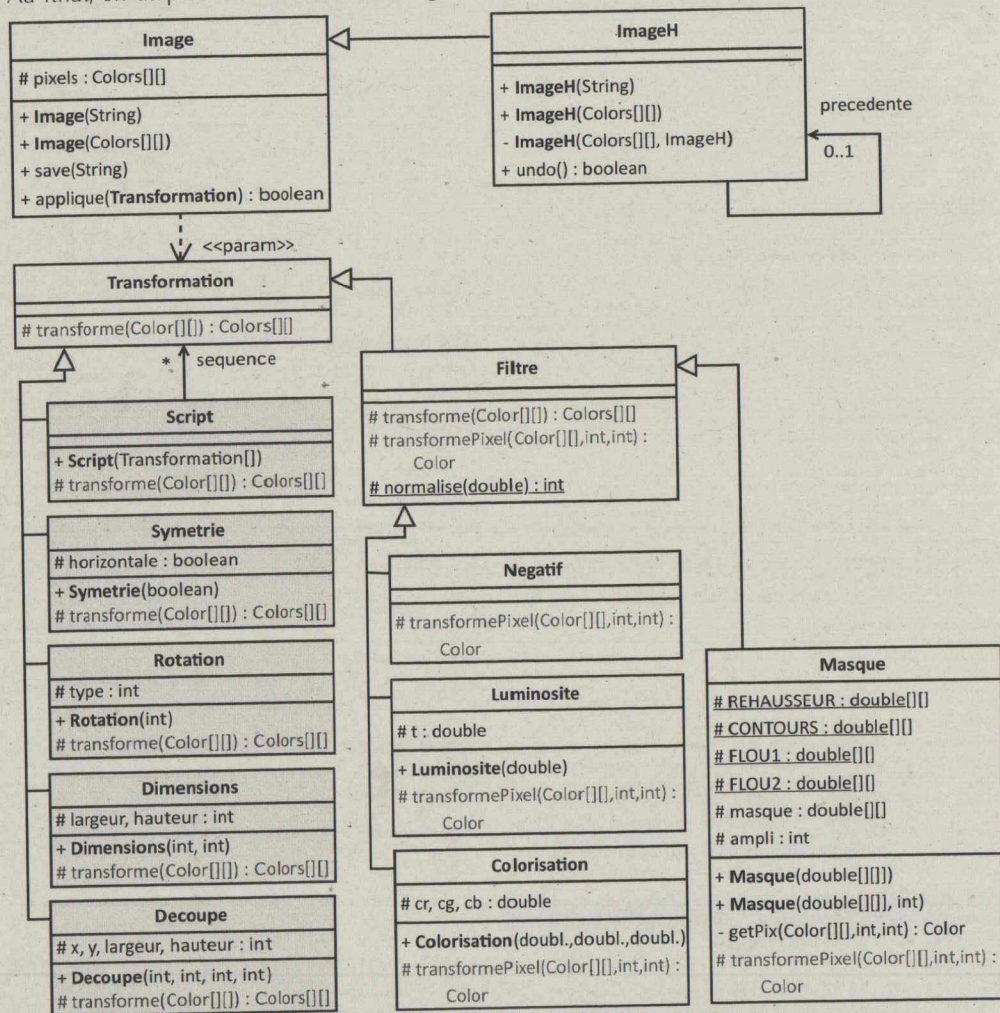 Image
# pixels : Colors[][]
+ Image(String)
+ Image(Colors[][])
+ save(String)
+ applique(Transformation) : boolean
ImageH
+ ImageH(String)
+ ImageH(Colors[][])
- ImageH(Colors[][], ImageH)
+ undo() : boolean
precedente
0..1
<<param>>
Transformation
# transforme(Color[][]) : Colors[][]
* sequence
Script
+ Script(Transformation[])
# transforme(Color[][]) : Colors[][]
Symetrie
# horizontale : boolean
+ Symetrie(boolean)
# transforme(Color[][]) : Colors[][]
Rotation
# type : int
+ Rotation(int)
# transforme(Color[][]) : Colors[][]
Dimensions
# largeur, hauteur : int
+ Dimensions(int, int)
# transforme(Color[][]) : Colors[][]
Decoupe
# x, y, largeur, hauteur : int
+ Decoupe(int, int, int, int)
# transforme(Color[][]) : Colors[][]
Filtre
# transforme(Color[][]) : Colors[][]
# transformePixel(Color[][],int,int) :
Color
# normalise(double) : int
Negatif
# transformePixel(Color[][],int,int) :
Color
Luminosite
# t : double
+ Luminosite(double)
# transformePixel(Color[][],int,int) :
Color
Colorisation
# cr, cg, cb : double
+ Colorisation(doubl.,doubl.,doubl.)
# transformePixel(Color[][],int,int) :
Color
Masque
# REHAUSSEUR : double[][]
# CONTOURS : double[][]
# FLOU1 : double[][]
# FLOU2 : double[][]
# masque : double[][]
# ampli : int
+ Masque(double[][]])
+ Masque(double[][]], int)
- getPix(Color[][],int,int) : Color
# transformePixel(Color[][],int,int) :
Color